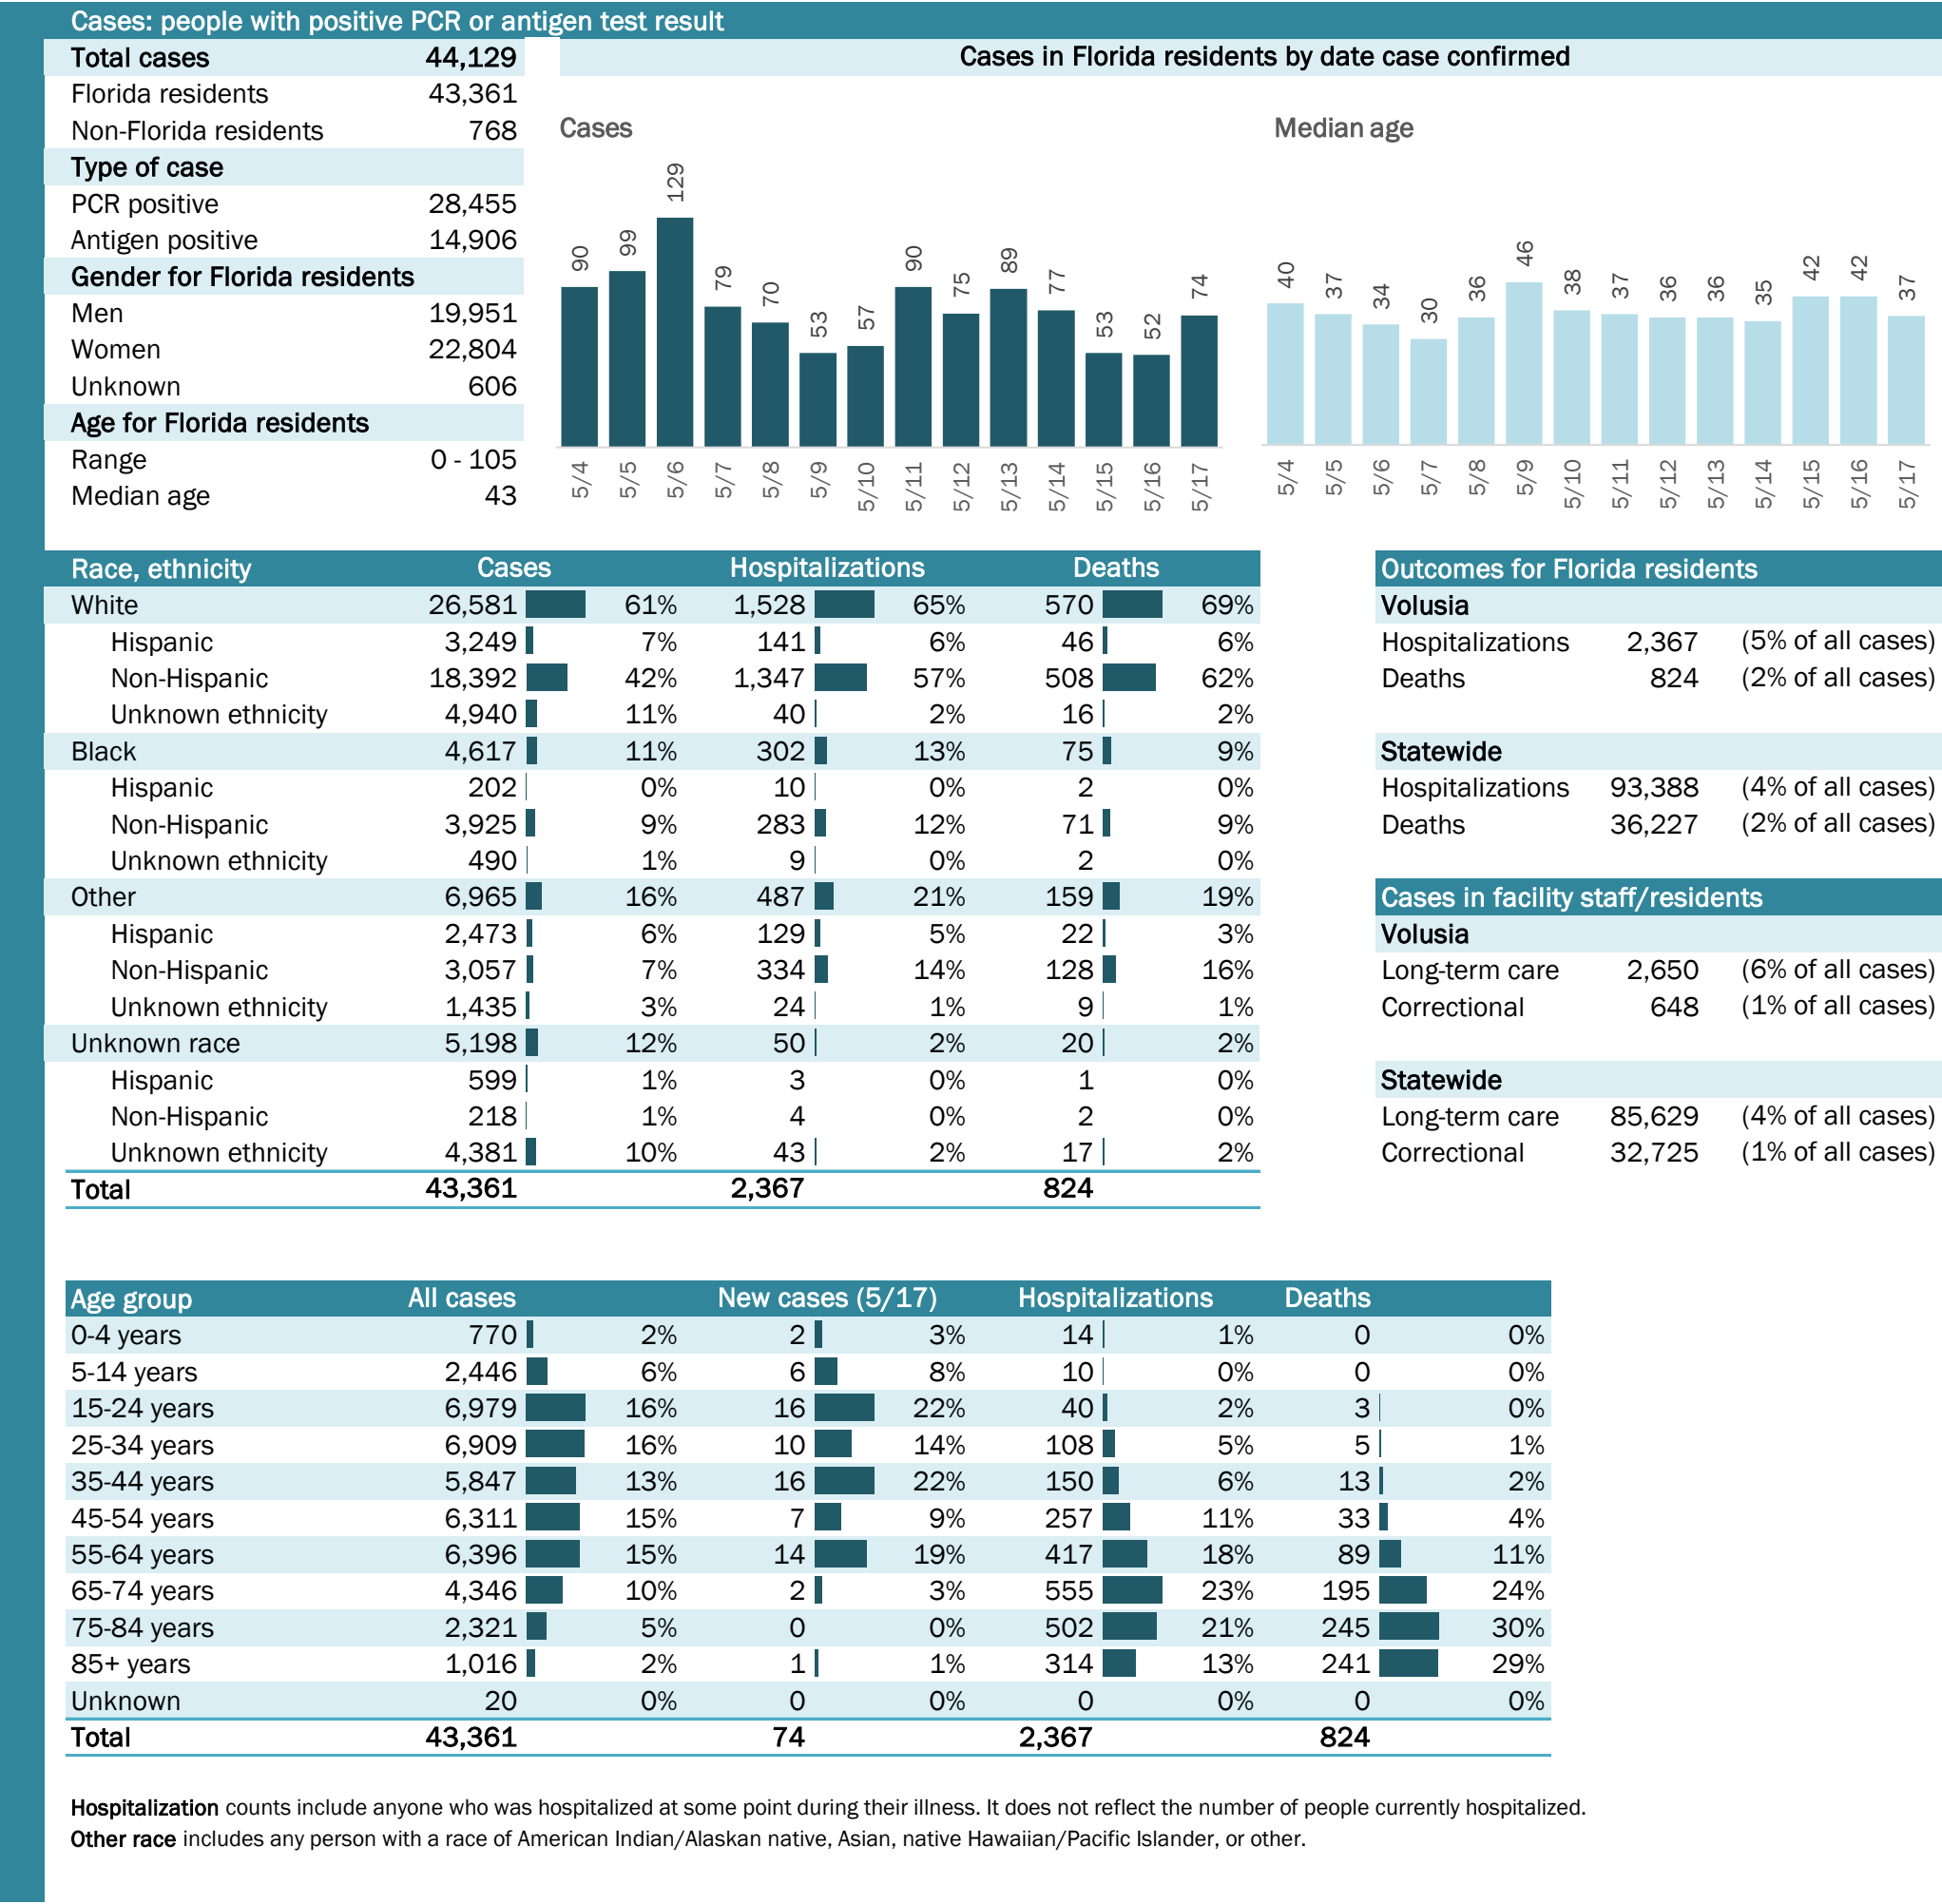 Cases: people with positive PCR or antigen test result
Total cases 44,129
Florida residents 43,361
Non-Florida residents 768
Type of case
PCR positive 28,455
Antigen positive 14,906
Gender for Florida residents
Men 19,951
Women 22,804
Unknown 606
Age for Florida residents
Range 0 - 105
Median age 43
Cases in Florida residents by date case confirmed
Cases
90 99 129 79 70 53 57 90 75 89 77 53 52 74
5/4 5/5 5/6 5/7 5/8 5/9 5/10 5/11 5/12 5/13 5/14 5/15 5/16 5/17
Median age
40 37 34 30 36 46 38 37 36 36 35 42 42 37
5/4 5/5 5/6 5/7 5/8 5/9 5/10 5/11 5/12 5/13 5/14 5/15 5/16 5/17
Race, ethnicity Cases Hospitalizations Deaths
White 26,581 61% 1,528 65% 570 69%
Hispanic 3,249 7% 141 6% 46 6%
Non-Hispanic 18,392 42% 1,347 57% 508 62%
Unknown ethnicity 4,940 11% 40 2% 16 2%
Black 4,617 11% 302 13% 75 9%
Hispanic 202 0% 10 0% 2 0%
Non-Hispanic 3,925 9% 283 12% 71 9%
Unknown ethnicity 490 1% 9 0% 2 0%
Other 6,965 16% 487 21% 159 19%
Hispanic 2,473 6% 129 5% 22 3%
Non-Hispanic 3,057 7% 334 14% 128 16%
Unknown ethnicity 1,435 3% 24 1% 9 1%
Unknown race 5,198 12% 50 2% 20 2%
Hispanic 599 1% 3 0% 1 0%
Non-Hispanic 218 1% 4 0% 2 0%
Unknown ethnicity 4,381 10% 43 2% 17 2%
Total 43,361 2,367 824
Outcomes for Florida residents
Volusia
Hospitalizations 2,367 (5% of all cases)
Deaths 824 (2% of all cases)
Statewide
Hospitalizations 93,388 (4% of all cases)
Deaths 36,227 (2% of all cases)
Cases in facility staff/residents
Volusia
Long-term care 2,650 (6% of all cases)
Correctional 648 (1% of all cases)
Statewide
Long-term care 85,629 (4% of all cases)
Correctional 32,725 (1% of all cases)
Age group All cases New cases (5/17) Hospitalizations Deaths
0-4 years 770 2% 2 3% 14 1% 0 0%
5-14 years 2,446 6% 6 8% 10 0% 0 0%
15-24 years 6,979 16% 16 22% 40 2% 3 0%
25-34 years 6,909 16% 10 14% 108 5% 5 1%
35-44 years 5,847 13% 16 22% 150 6% 13 2%
45-54 years 6,311 15% 7 9% 257 11% 33 4%
55-64 years 6,396 15% 14 19% 417 18% 89 11%
65-74 years 4,346 10% 2 3% 555 23% 195 24%
75-84 years 2,321 5% 0 0% 502 21% 245 30%
85+ years 1,016 2% 1 1% 314 13% 241 29%
Unknown 20 0% 0 0% 0 0% 0 0%
Total 43,361 74 2,367 824
Hospitalization counts include anyone who was hospitalized at some point during their illness. It does not reflect the number of people currently hospitalized.
Other race includes any person with a race of American Indian/Alaskan native, Asian, native Hawaiian/Pacific Islander, or other.